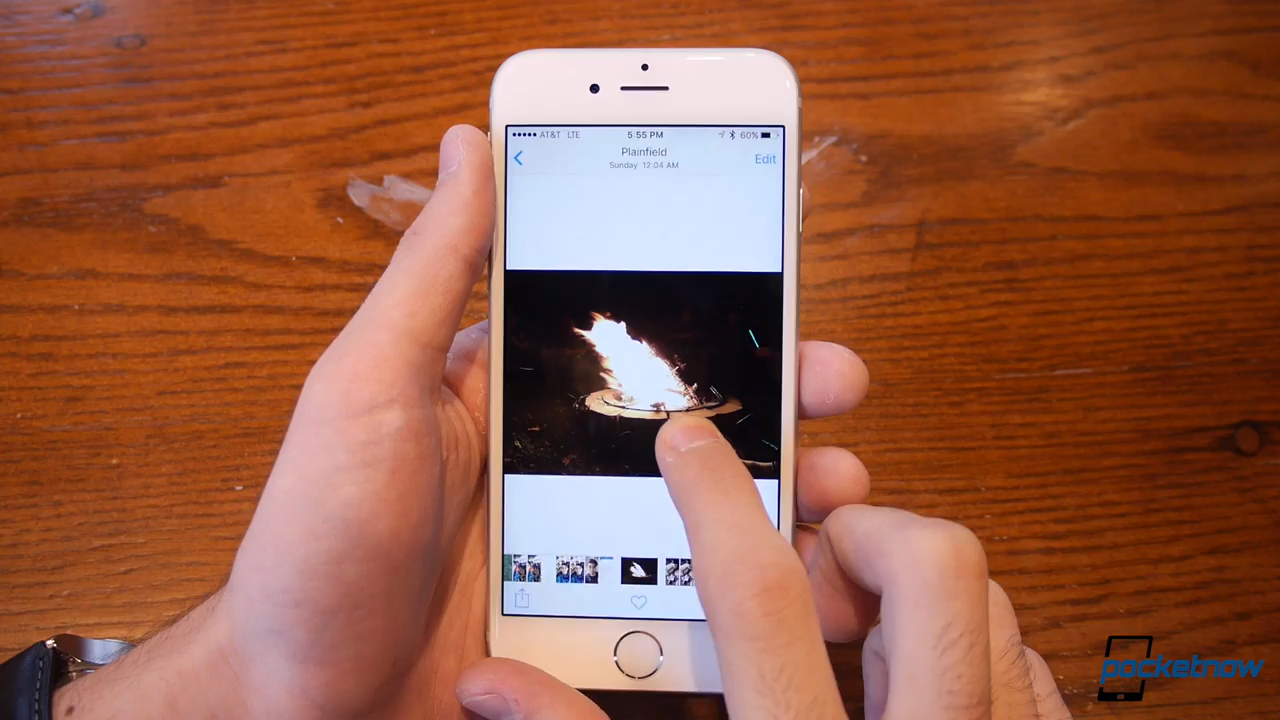 AT&T LTE 5:55 PM 60%
Plainfield
Sunday 12:04 AM
Edit
pocketnow